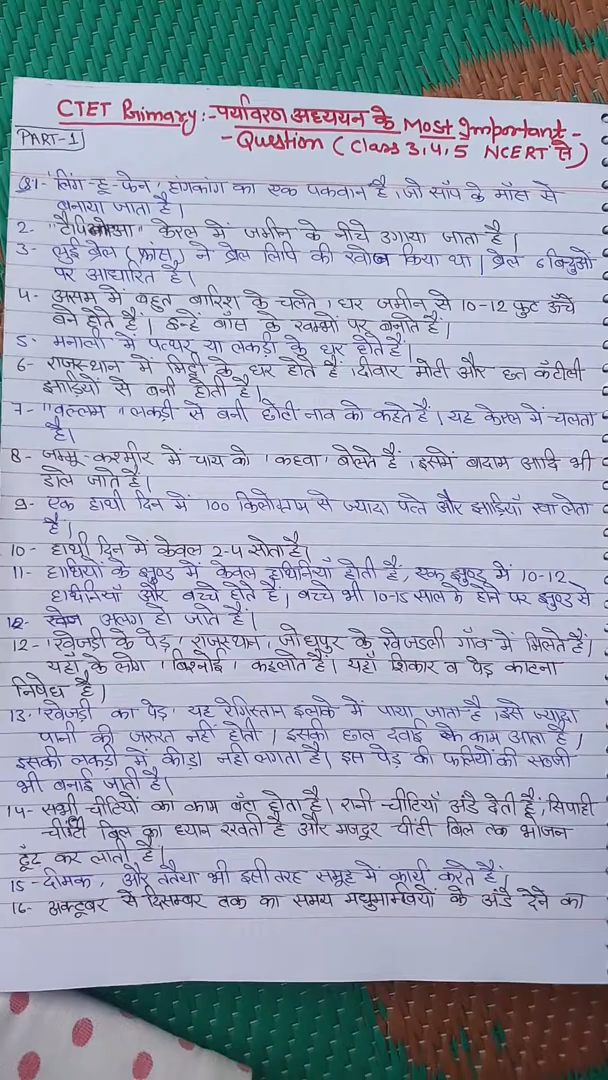 CTET Primary:- पर्यावरण अध्ययन के Most Important -
PART-1
- Question (Class 3,4,5 NCERT से)
Q1- 'लिंग-हू-फेन', हांगकांग का एक पकवान है, जो साँप के माँस से
बनाया जाता है।
2- "टैपिओका" केरल में जमीन के नीचे उगाया जाता है।
3- लुई ब्रेल (फ्रांस) ने ब्रेल लिपि की खोज किया था। ब्रेल 6 बिन्दुओं
पर आधारित है।
4- असम में बहुत बारिश के चलते, घर जमीन से 10-12 फुट ऊँचे
बने होते हैं। इन्हें बाँस के खम्भों पर बनाते हैं।
5- मनाली में पत्थर या लकड़ी के घर होते हैं।
6- राजस्थान में मिट्टी के घर होते हैं। दीवार मोटी और छत कँटीली
झाड़ियों से बनी होती है।
7- "वल्लम" लकड़ी से बनी छोटी नाव को कहते हैं। यह केरल में चलता
है।
8- जम्मू-कश्मीर में चाय को 'कहवा' बोलते हैं। इसमें बादाम आदि भी
डाले जाते हैं।
9- एक हाथी दिन में 100 किलोग्राम से ज्यादा पत्ते और झाड़ियाँ खा लेता
है।
10- हाथी दिन में केवल 2-4 सोता है।
11- हाथियों के झुण्ड में केवल हथिनियाँ होती हैं, एक झुण्ड में 10-12
हाथिनियाँ और बच्चे होते हैं। बच्चे भी 10-15 साल के होने पर झुण्ड से
12- अलग हो जाते हैं।
12- 'खेजड़ी के पेड़' राजस्थान, जोधपुर के खेजडली गाँव में मिलते हैं।
यहाँ के लोग 'बिश्नोई' कहलाते हैं। यहाँ शिकार व पेड़ काटना
निषेध है।
13- 'खेजड़ी का पेड़' यह रेगिस्तान इलाके में पाया जाता है। इसे ज्यादा
पानी की जरुरत नहीं होती। इसकी छाल दवाई के काम आता है।
इसकी लकड़ी में कीड़ा नहीं लगता है। इस पेड़ की फलियों की सब्जी
भी बनाई जाती है।
14- सभी चीटियों का काम बँटा होता है। रानी चीटियाँ अंडे देती हैं, सिपाही
चींटी बिल का ध्यान रखती है और मजदूर चींटी बिल तक भोजन
ढूँढ कर लाती है।
15- दीमक, और ततैया भी इसी तरह समूह में कार्य करते हैं।
16- अक्टूबर से दिसम्बर तक का समय मधुमक्खियों के अंडे देने का